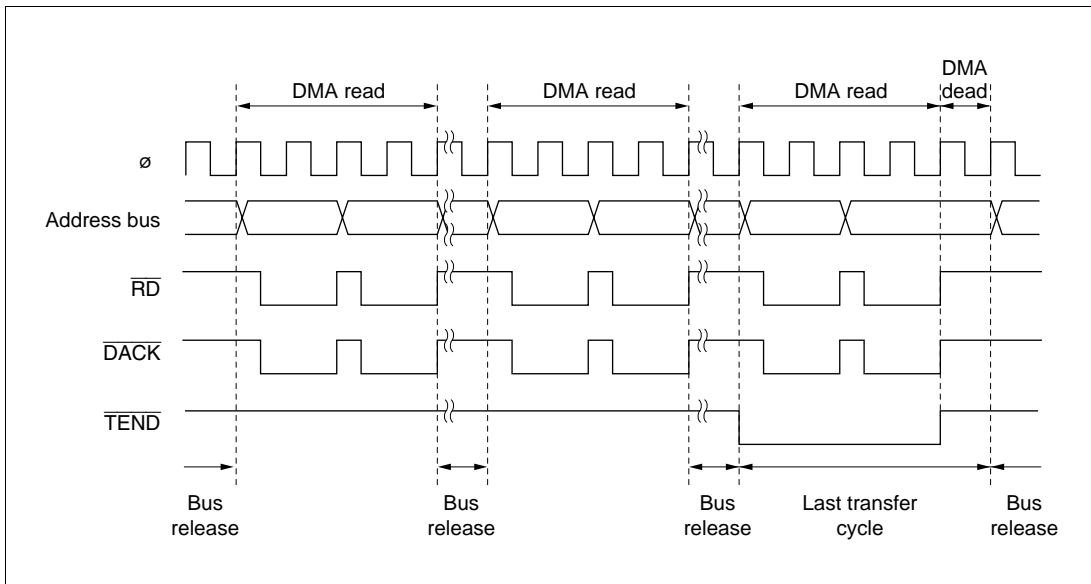 DMA read
DMA read
DMA read
DMA
dead
ø
Address bus
RD
DACK
TEND
Bus
release
Bus
release
Bus
release
Last transfer
cycle
Bus
release